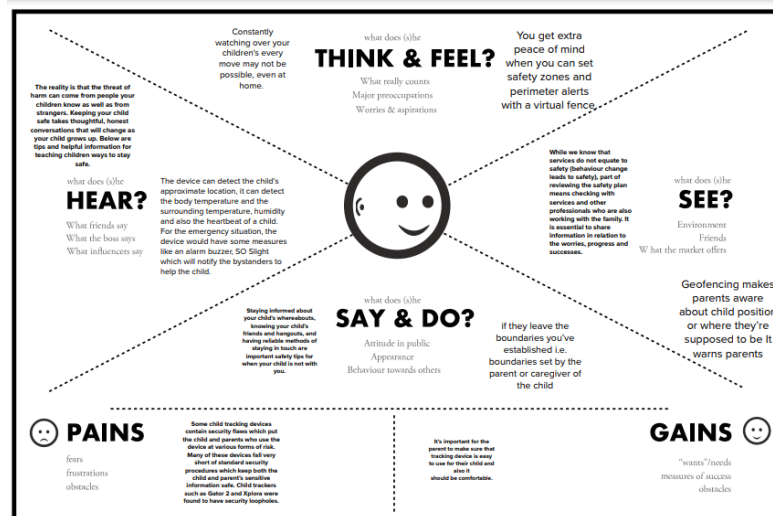 Constantly
watching over your
children's every
move may not be
possible, even at
home.
what does (s)he
THINK & FEEL?
What really counts
Major preoccupations
Worries & aspirations
You get extra
peace of mind
when you can set
safety zones and
perimeter alerts
with a virtual fence.
The reality is that the threat of
harm can come from people your
children know as well as from
strangers. Keeping your child
safe takes thoughtful, honest
conversations that will change as
your child grows up. Below are
tips and helpful information for
teaching children ways to stay
safe.
what does (s)he
HEAR?
What friends say
What the boss says
What influencers say
The device can detect the child's
approximate location, it can detect
the body temperature and the
surrounding temperature, humidity
and also the heartbeat of a child.
For the emergency situation, the
device would have some measures
like an alarm buzzer, SO Slight
which will notify the bystanders to
help the child.
While we know that
services do not equate to
safety (behaviour change
leads to safety), part of
reviewing the safety plan
means checking with
services and other
professionals who are also
working with the family. It
is essential to share
information in relation to
the worries, progress and
successes.
what does (s)he
SEE?
Environment
Friends
W hat the market offers
Geofencing makes
parents aware
about child position
or where they're
supposed to be It
warns parents
Staying informed about
your child's whereabouts,
knowing your child's
friends and hangouts, and
having reliable methods of
staying in touch are
important safety tips for
when your child is not with
you.
what does (s)he
SAY & DO?
Attitude in public
Appearance
Behaviour towards others
if they leave the
boundaries you've
established i.e.
boundaries set by the
parent or caregiver of
the child
PAINS
fears
frustrations
obstacles
Some child tracking devices
contain security flaws which put
the child and parents who use the
device at various forms of risk.
Many of these devices fall very
short of standard security
procedures which keep both the
child and parent's sensitive
information safe. Child trackers
such as Gator 2 and Xplora were
found to have security loopholes.
It's important for the
parent to make sure that
tracking device is easy
to use for their child and
also it
should be comfortable.
GAINS
"wants"/needs
measures of success
obstacles